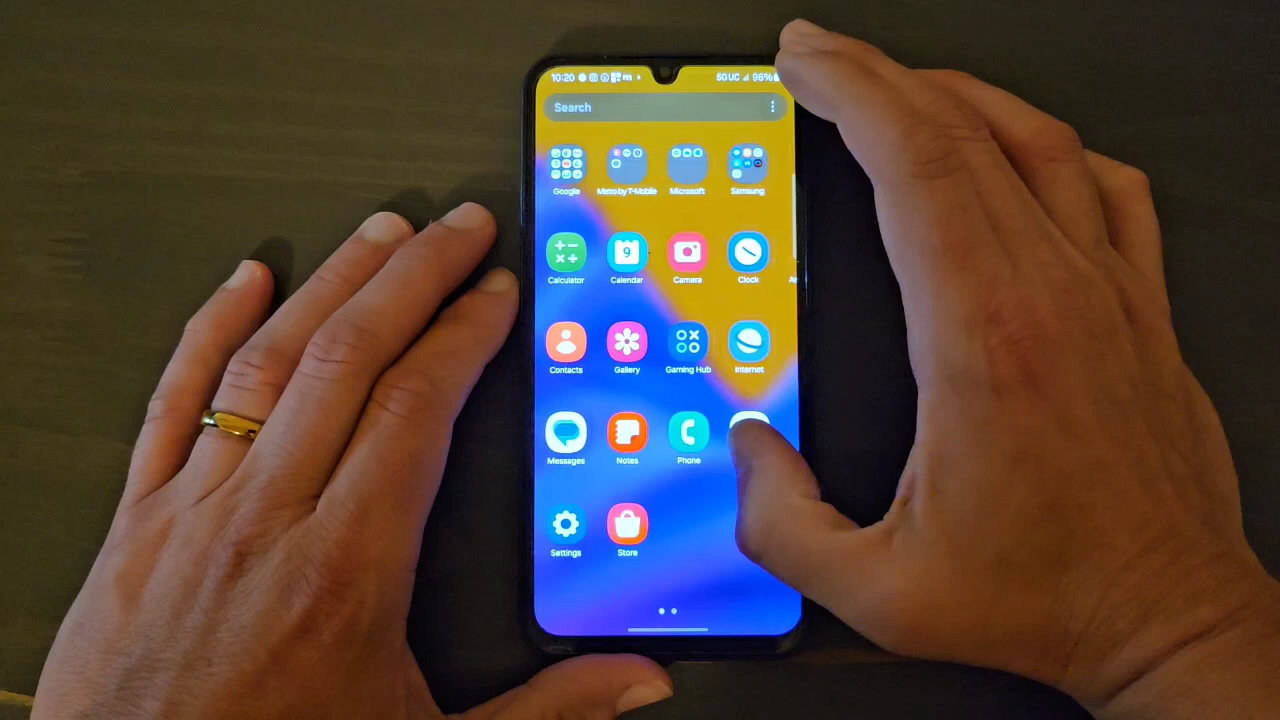 10:20 m 5GUC 96%
Search
Google Metro by T-Mobile Microsoft Samsung
9
Calculator Calendar Camera Clock
Contacts Gallery Gaming Hub Internet
Messages Notes Phone
Settings Store